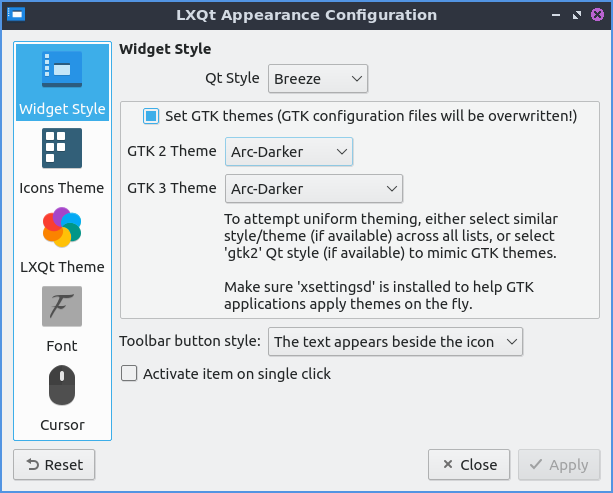 LXQt Appearance Configuration
Widget Style
Icons Theme
LXQt Theme
Font
Cursor
Widget Style
Qt Style Breeze
Set GTK themes (GTK configuration files will be overwritten!)
GTK 2 Theme Arc-Darker
GTK 3 Theme Arc-Darker
To attempt uniform theming, either select similar
style/theme (if available) across all lists, or select
'gtk2' Qt style (if available) to mimic GTK themes.
Make sure 'xsettingsd' is installed to help GTK
applications apply themes on the fly.
Toolbar button style: The text appears beside the icon
Activate item on single click
Reset Close Apply